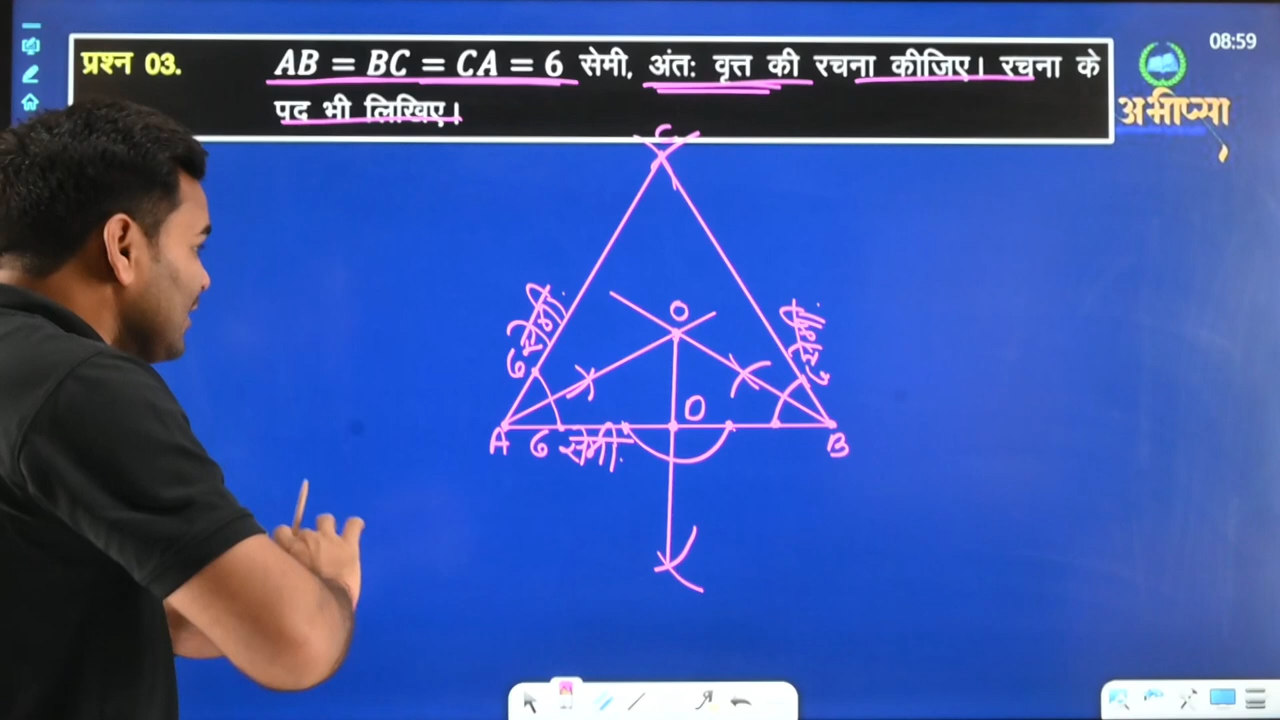 08:59
प्रश्न 03. AB = BC = CA = 6 सेमी, अंत: वृत्त की रचना कीजिए। रचना के
पद भी लिखिए।
अभीप्सा
C
6 सेमी.
O
6 सेमी.
D
A 6 सेमी. B